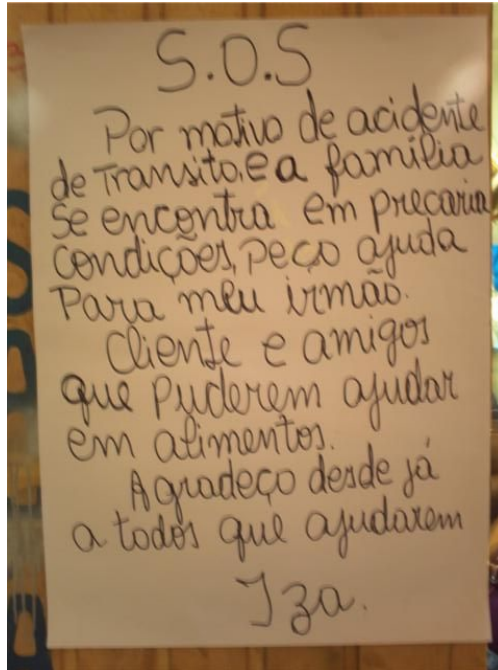 S.O.S
Por motivo de acidente
de Transito, e a família
se encontra em precaria
condições, peço ajuda
Para meu irmão.
Cliente e amigos
que puderem ajudar
em alimentos.
Agradeço desde já
a todos que ajudarem
Iza.